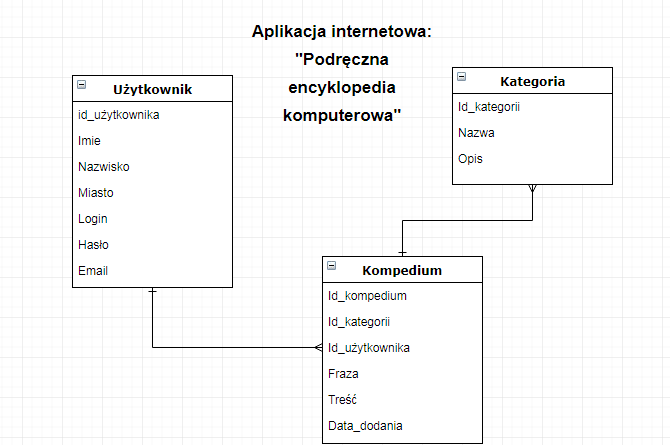 Aplikacja internetowa:
"Podręczna
encyklopedia
komputerowa"
Użytkownik
id_użytkownika
Imie
Nazwisko
Miasto
Login
Hasło
Email
Kategoria
Id_kategorii
Nazwa
Opis
Kompedium
Id_kompedium
Id_kategorii
Id_użytkownika
Fraza
Treść
Data_dodania